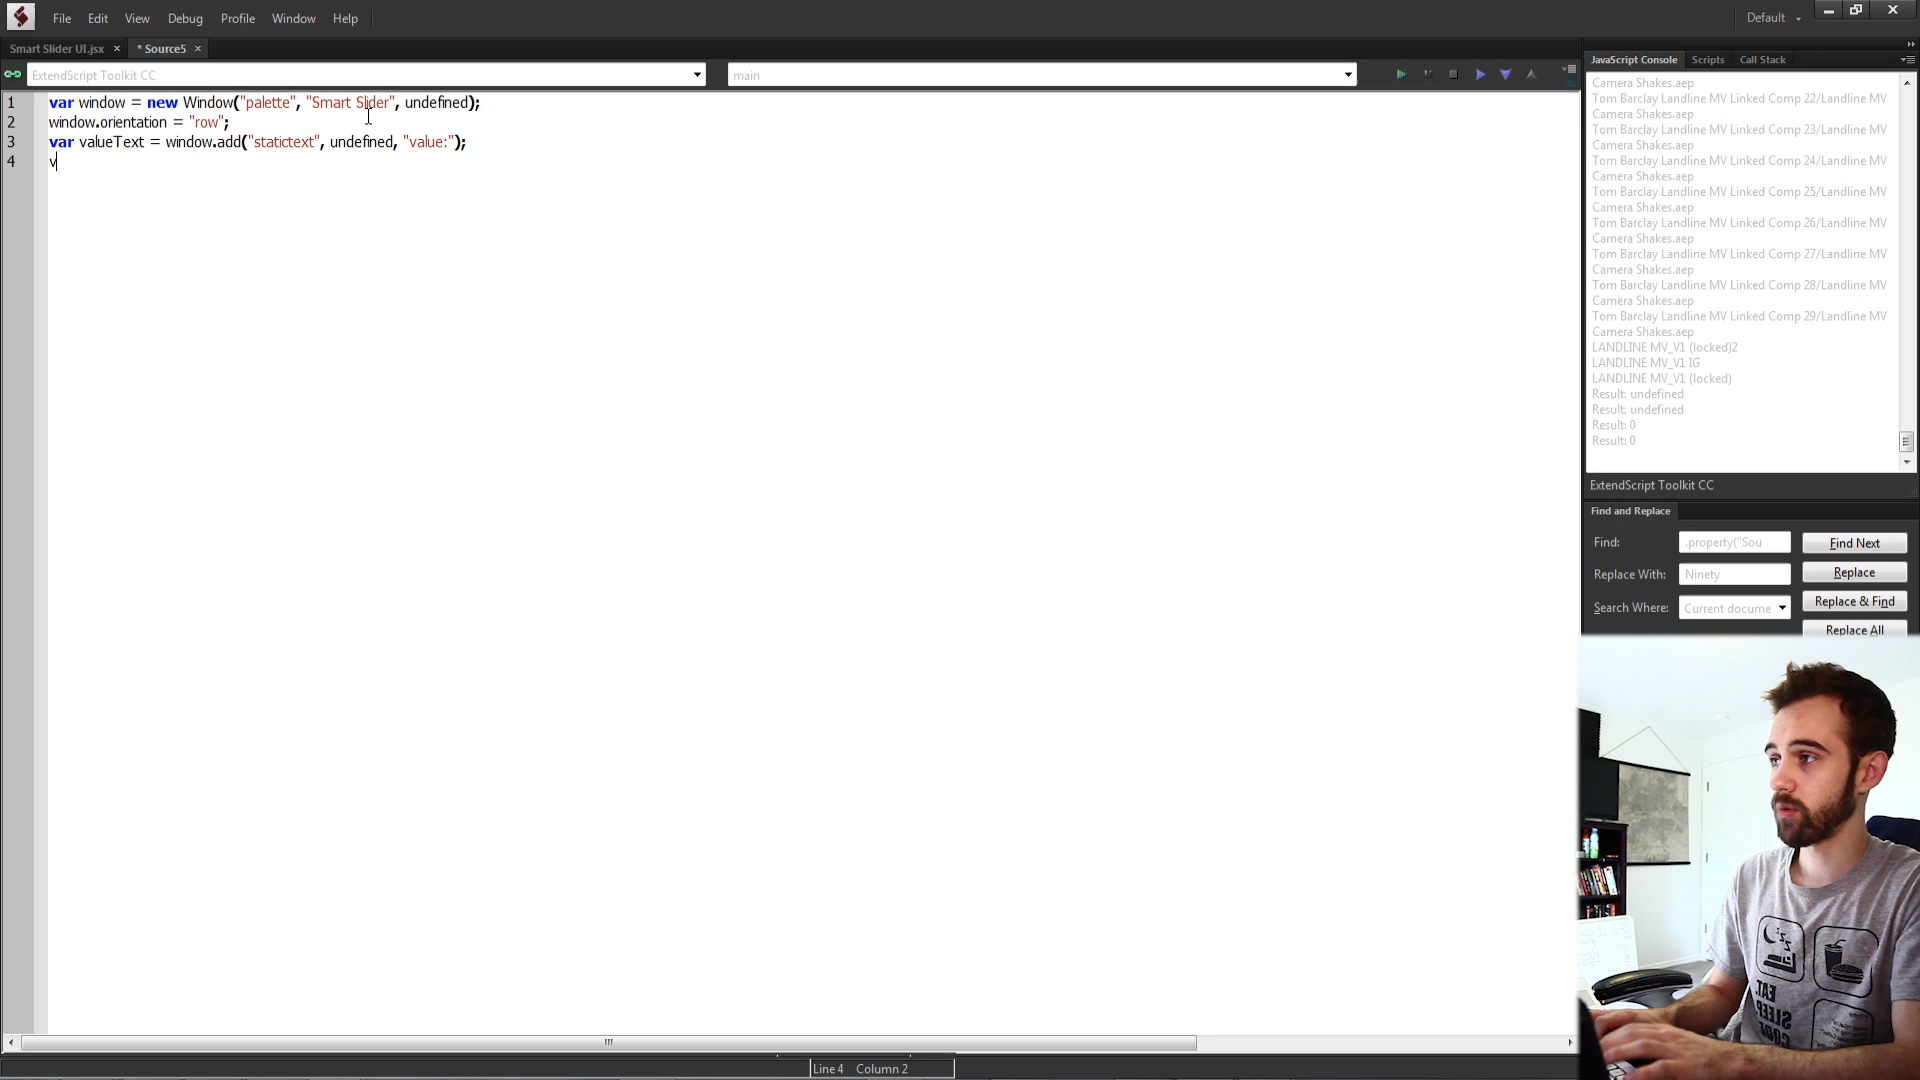 File Edit View Debug Profile Window Help
Default
Smart Slider UI.jsx × * Source5 ×
JavaScript Console Scripts Call Stack
ExtendScript Toolkit CC
main
1 var window = new Window("palette", "Smart Slider", undefined);
2 window.orientation = "row";
3 var valueText = window.add("statictext", undefined, "value:");
4 v
Camera Shakes.aep
Tom Barclay Landline MV Linked Comp 22/Landline MV
Camera Shakes.aep
Tom Barclay Landline MV Linked Comp 23/Landline MV
Camera Shakes.aep
Tom Barclay Landline MV Linked Comp 24/Landline MV
Camera Shakes.aep
Tom Barclay Landline MV Linked Comp 25/Landline MV
Camera Shakes.aep
Tom Barclay Landline MV Linked Comp 26/Landline MV
Camera Shakes.aep
Tom Barclay Landline MV Linked Comp 27/Landline MV
Camera Shakes.aep
Tom Barclay Landline MV Linked Comp 28/Landline MV
Camera Shakes.aep
Tom Barclay Landline MV Linked Comp 29/Landline MV
Camera Shakes.aep
LANDLINE MV_V1 (locked)2
LANDLINE MV_V1 IG
LANDLINE MV_V1 (locked)
Result: undefined
Result: undefined
Result: 0
Result: 0
ExtendScript Toolkit CC
Find and Replace
Find: .property("Sou Find Next
Replace With: Ninety Replace
Search Where: Current docume Replace & Find
Replace All
EAT.
SLEEP
CODE
Line 4 Column 2